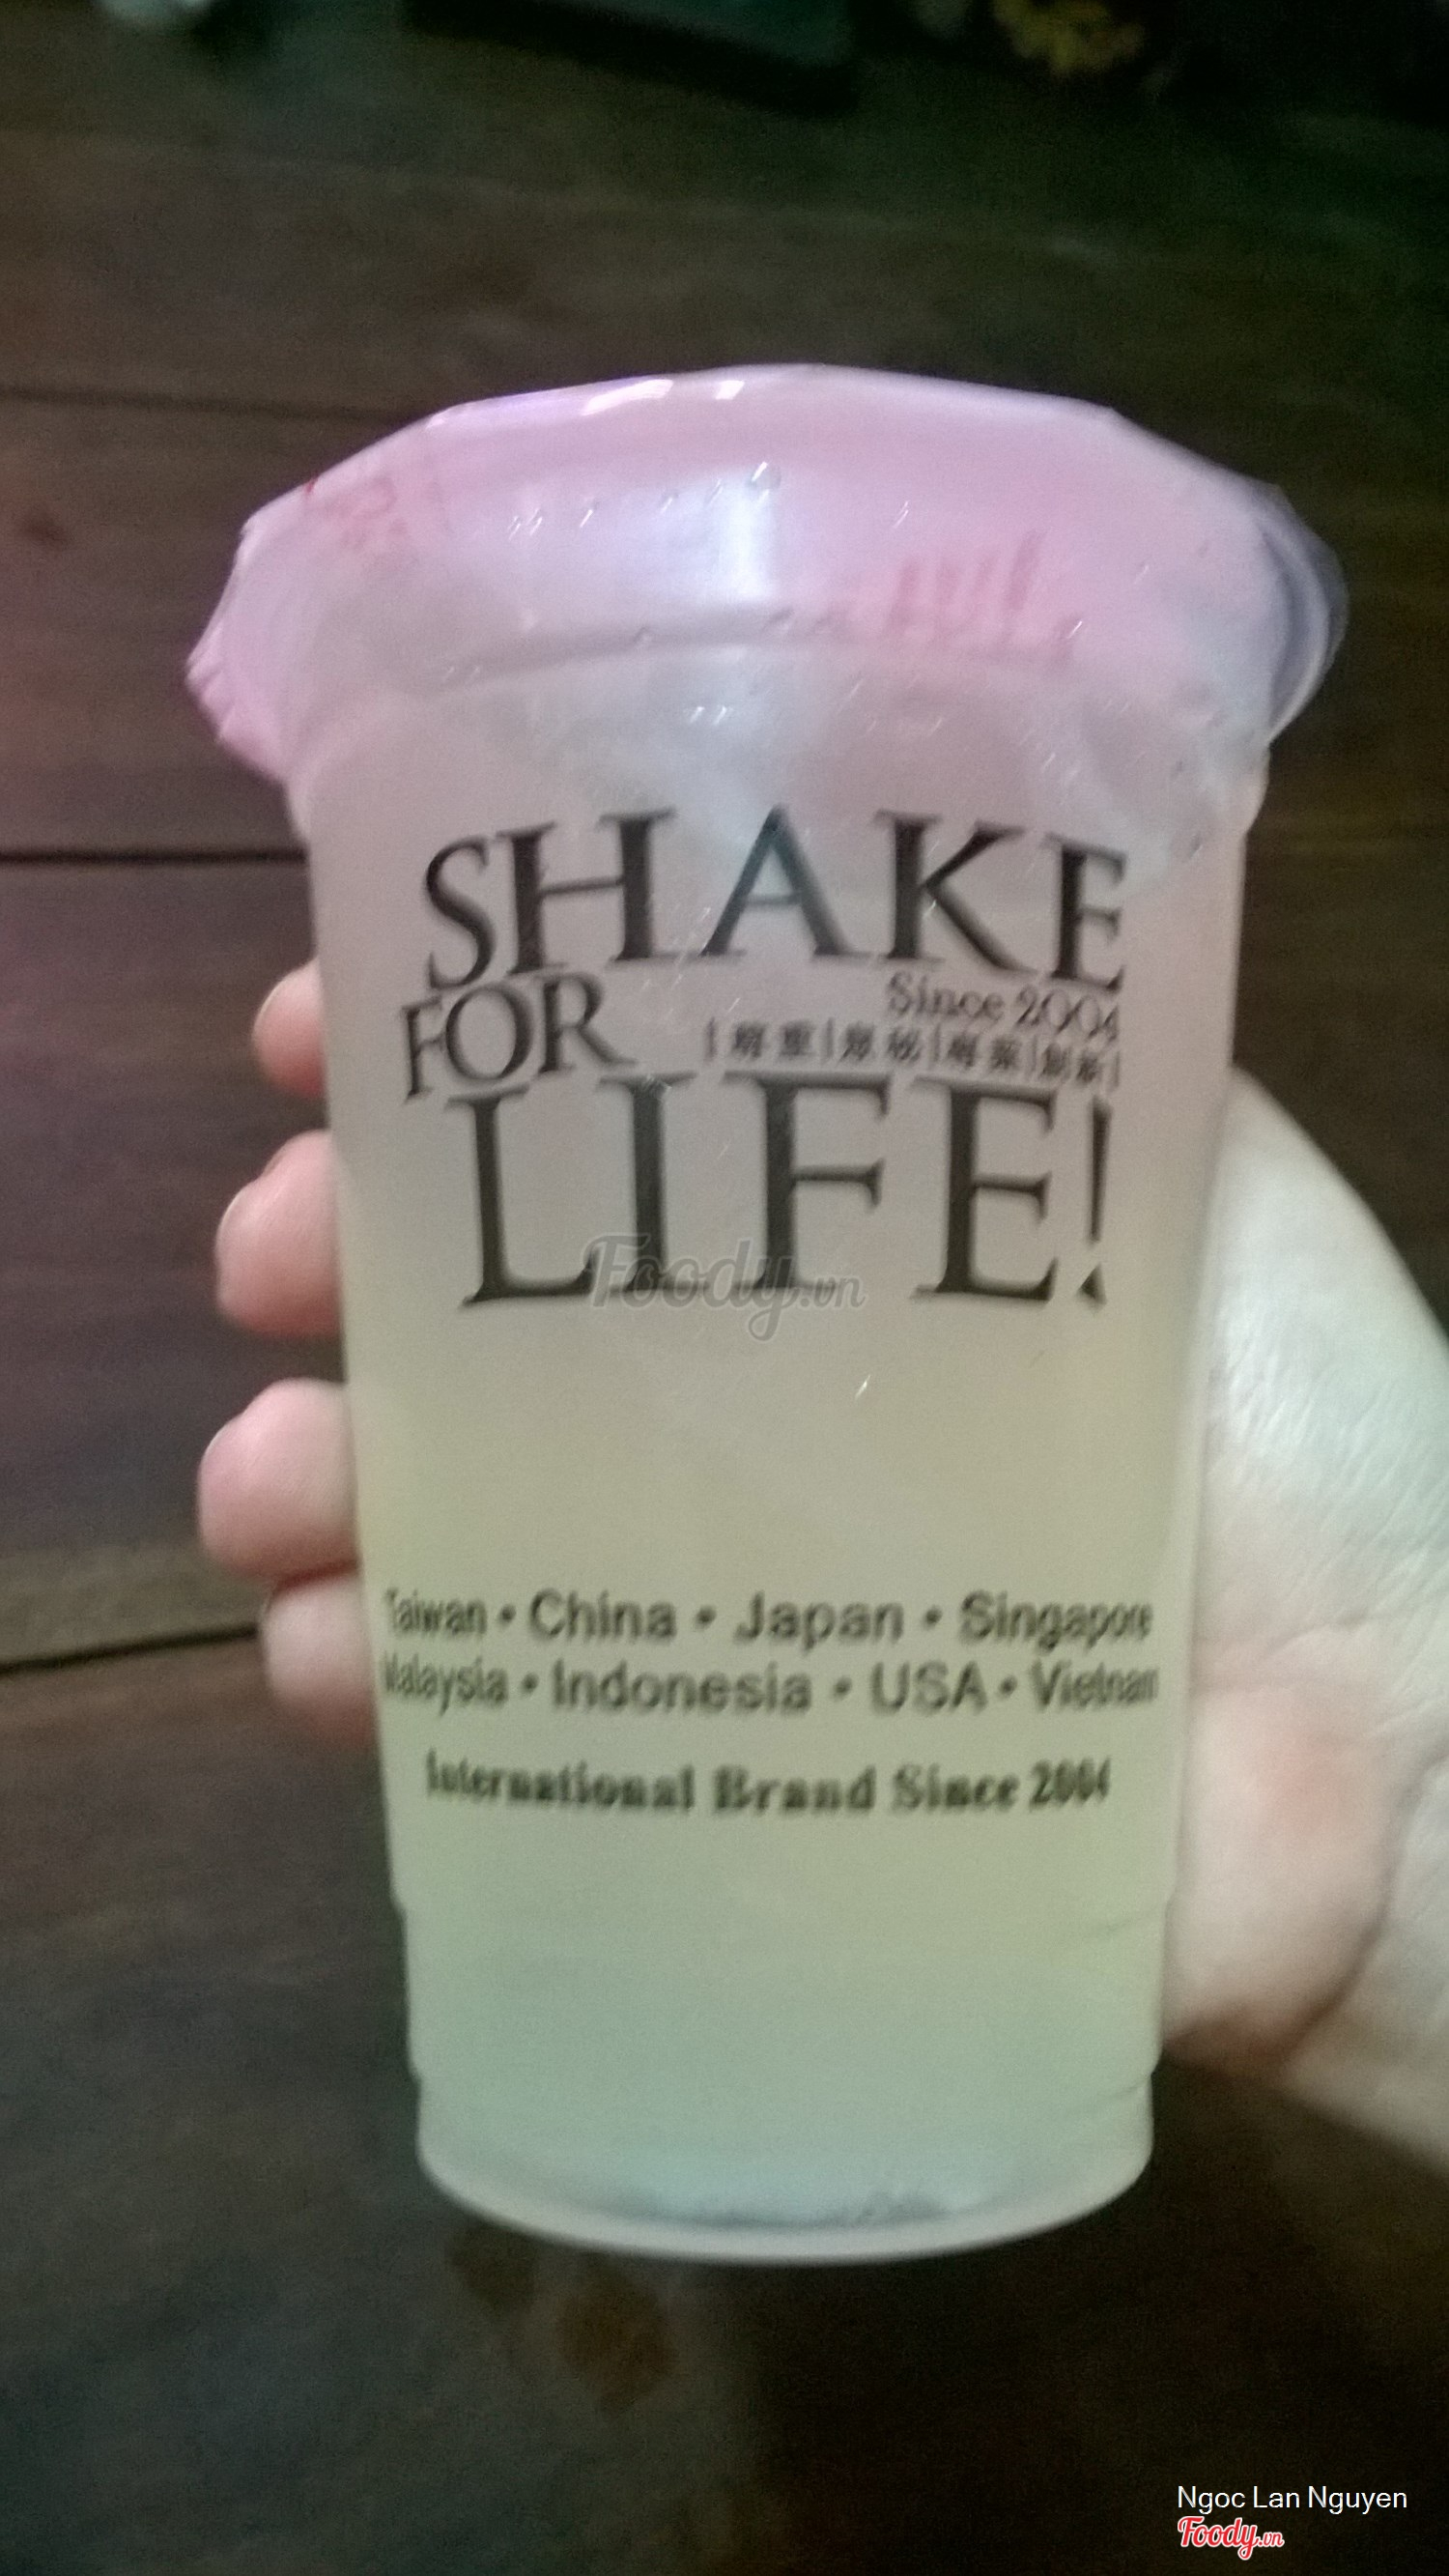 SHAKE
Since 2004
FOR
LIFE!
Foody.vn
Taiwan • China • Japan • Singapore
Malaysia • Indonesia • USA • Vietnam
International Brand Since 2004
Ngoc Lan Nguyen
Foody.vn